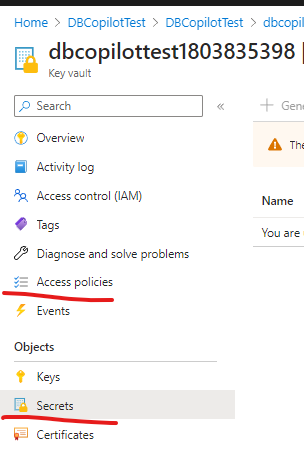 Home > DBCopilotTest > DBCopilotTest > dbcopil
dbcopilottest1803835398 |
Key vault
Search
«
Gene
Overview
The
Activity log
Access control (IAM)
Name
Tags
You are
Diagnose and solve problems
Access policies
Events
Objects
Keys
Secrets
Certificates